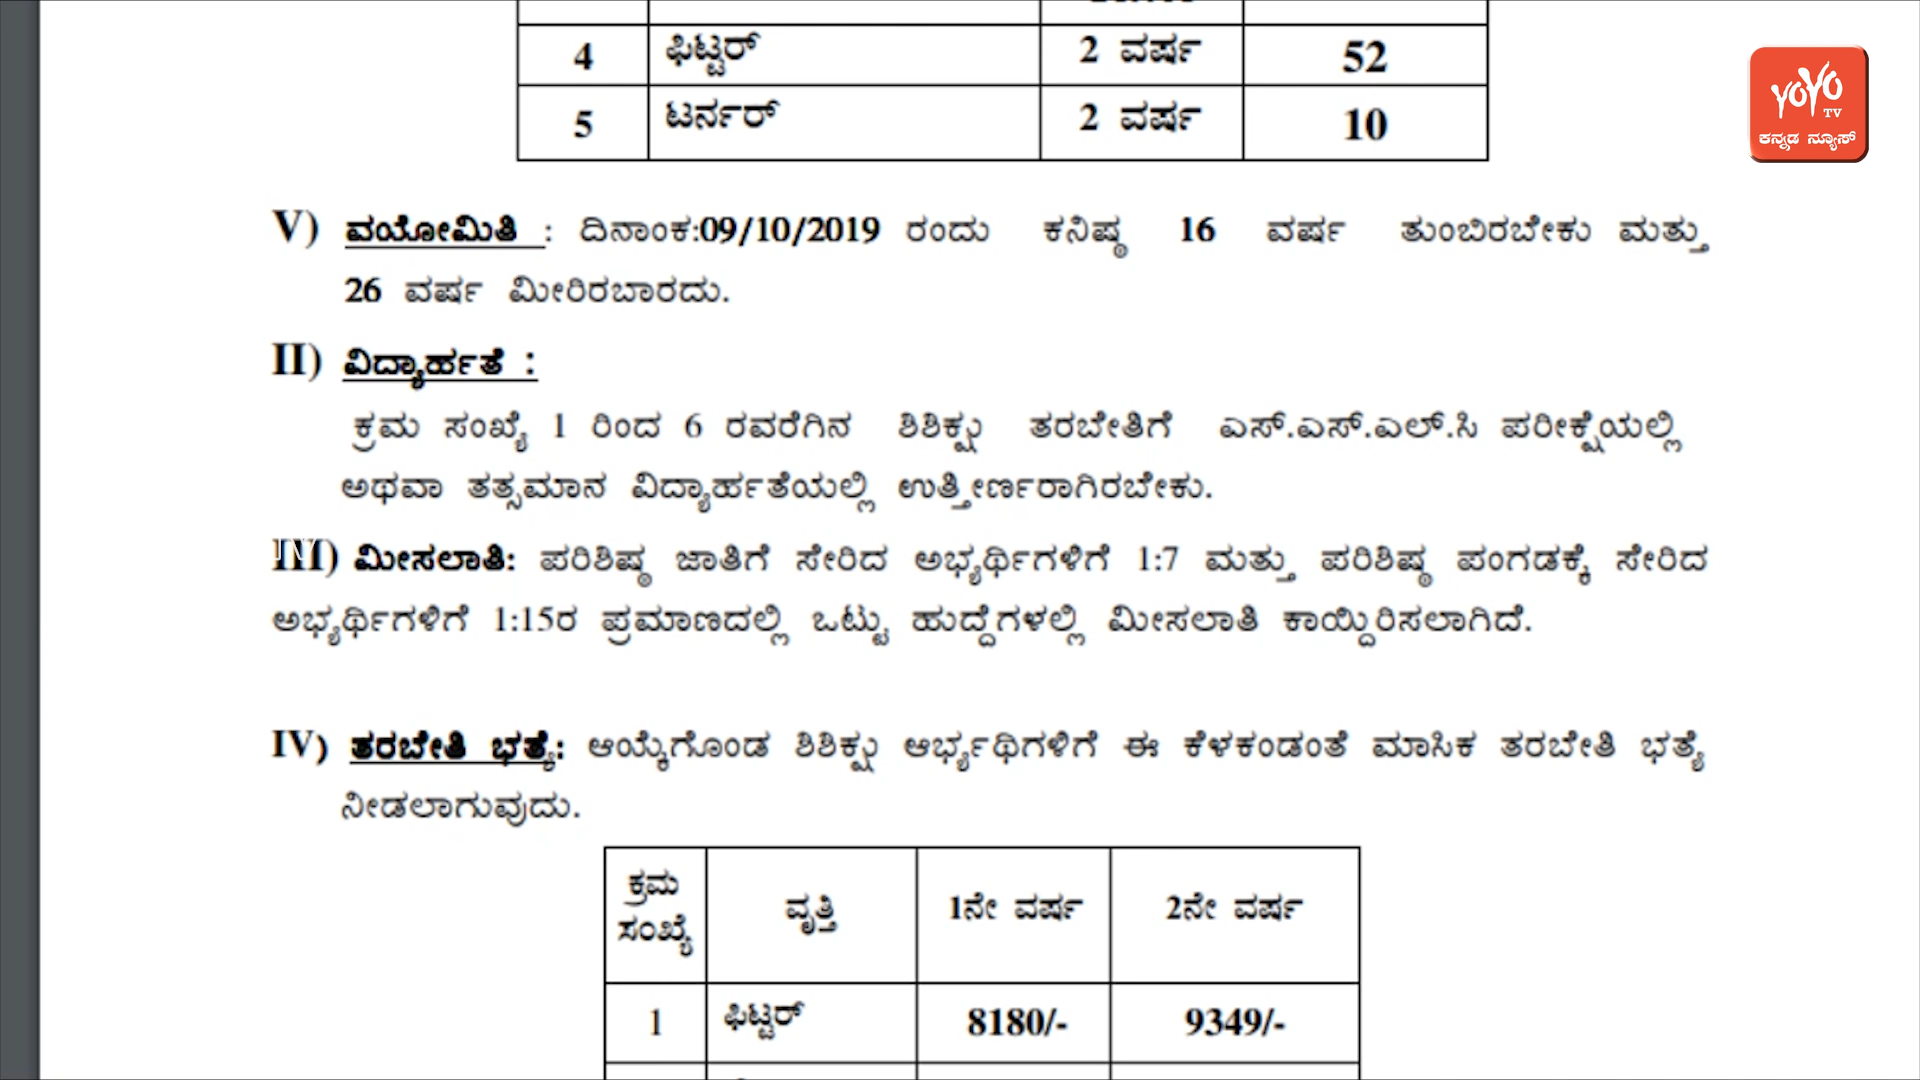 4 ಫಿಟ್ಟರ್ 2 ವರ್ಷ 52
5 ಟರ್ನರ್ 2 ವರ್ಷ 10
YOYO
TV
ಕನ್ನಡ ನ್ಯೂಸ್
V) ವಯೋಮಿತಿ : ದಿನಾಂಕ:09/10/2019 ರಂದು ಕನಿಷ್ಠ 16 ವರ್ಷ ತುಂಬಿರಬೇಕು ಮತ್ತು
26 ವರ್ಷ ಮೀರಿರಬಾರದು.
II) ವಿದ್ಯಾರ್ಹತೆ :
ಕ್ರಮ ಸಂಖ್ಯೆ 1 ರಿಂದ 6 ರವರೆಗಿನ ಶಿಶಿಕ್ಷು ತರಬೇತಿಗೆ ಎಸ್.ಎಸ್.ಎಲ್.ಸಿ ಪರೀಕ್ಷೆಯಲ್ಲಿ
ಅಥವಾ ತತ್ಸಮಾನ ವಿದ್ಯಾರ್ಹತೆಯಲ್ಲಿ ಉತ್ತೀರ್ಣರಾಗಿರಬೇಕು.
III) ಮೀಸಲಾತಿ: ಪರಿಶಿಷ್ಠ ಜಾತಿಗೆ ಸೇರಿದ ಅಭ್ಯರ್ಥಿಗಳಿಗೆ 1:7 ಮತ್ತು ಪರಿಶಿಷ್ಠ ಪಂಗಡಕ್ಕೆ ಸೇರಿದ
ಅಭ್ಯರ್ಥಿಗಳಿಗೆ 1:15ರ ಪ್ರಮಾಣದಲ್ಲಿ ಒಟ್ಟು ಹುದ್ದೆಗಳಲ್ಲಿ ಮೀಸಲಾತಿ ಕಾಯ್ದಿರಿಸಲಾಗಿದೆ.
IV) ತರಬೇತಿ ಭತ್ಯೆ: ಆಯ್ಕೆಗೊಂಡ ಶಿಶಿಕ್ಷು ಆರ್ಭ್ಯಥಿಗಳಿಗೆ ಈ ಕೆಳಕಂಡಂತೆ ಮಾಸಿಕ ತರಬೇತಿ ಭತ್ಯೆ
ನೀಡಲಾಗುವುದು.
ಕ್ರಮ ಸಂಖ್ಯೆ ವೃತ್ತಿ 1ನೇ ವರ್ಷ 2ನೇ ವರ್ಷ
1 ಫಿಟ್ಟರ್ 8180/- 9349/-